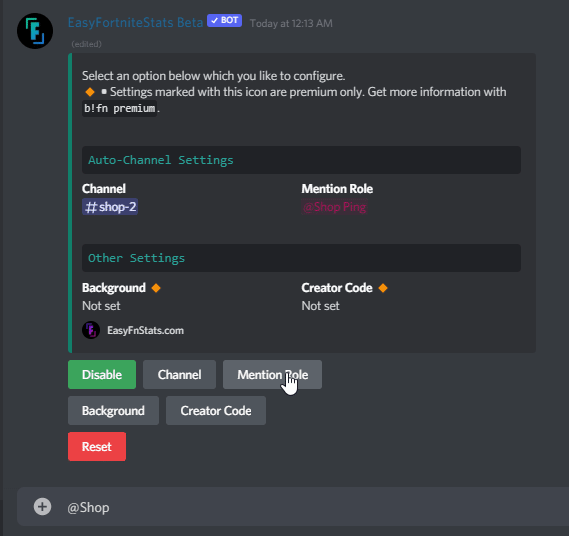 EasyFortniteStats Beta ✓ BOT Today at 12:13 AM
(edited)
Select an option below which you like to configure.
🔸 ▪ Settings marked with this icon are premium only. Get more information with
b!fn premium.
Auto-Channel Settings
Channel Mention Role
#shop-2 @Shop Ping
Other Settings
Background 🔸 Creator Code 🔸
Not set Not set
EasyFnStats.com
Disable Channel Mention Role
Background Creator Code
Reset
@Shop